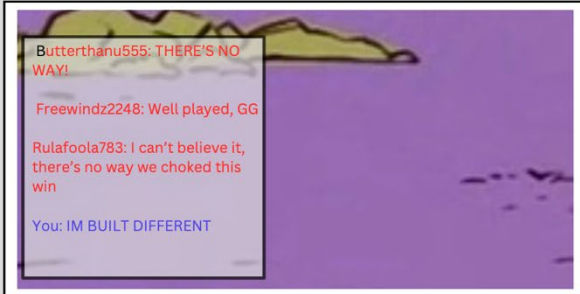 Butterthanu555: THERE'S NO
WAY!
Freewindz2248: Well played, GG
Rulafoola783: I can't believe it,
there's no way we choked this
win
You: IM BUILT DIFFERENT